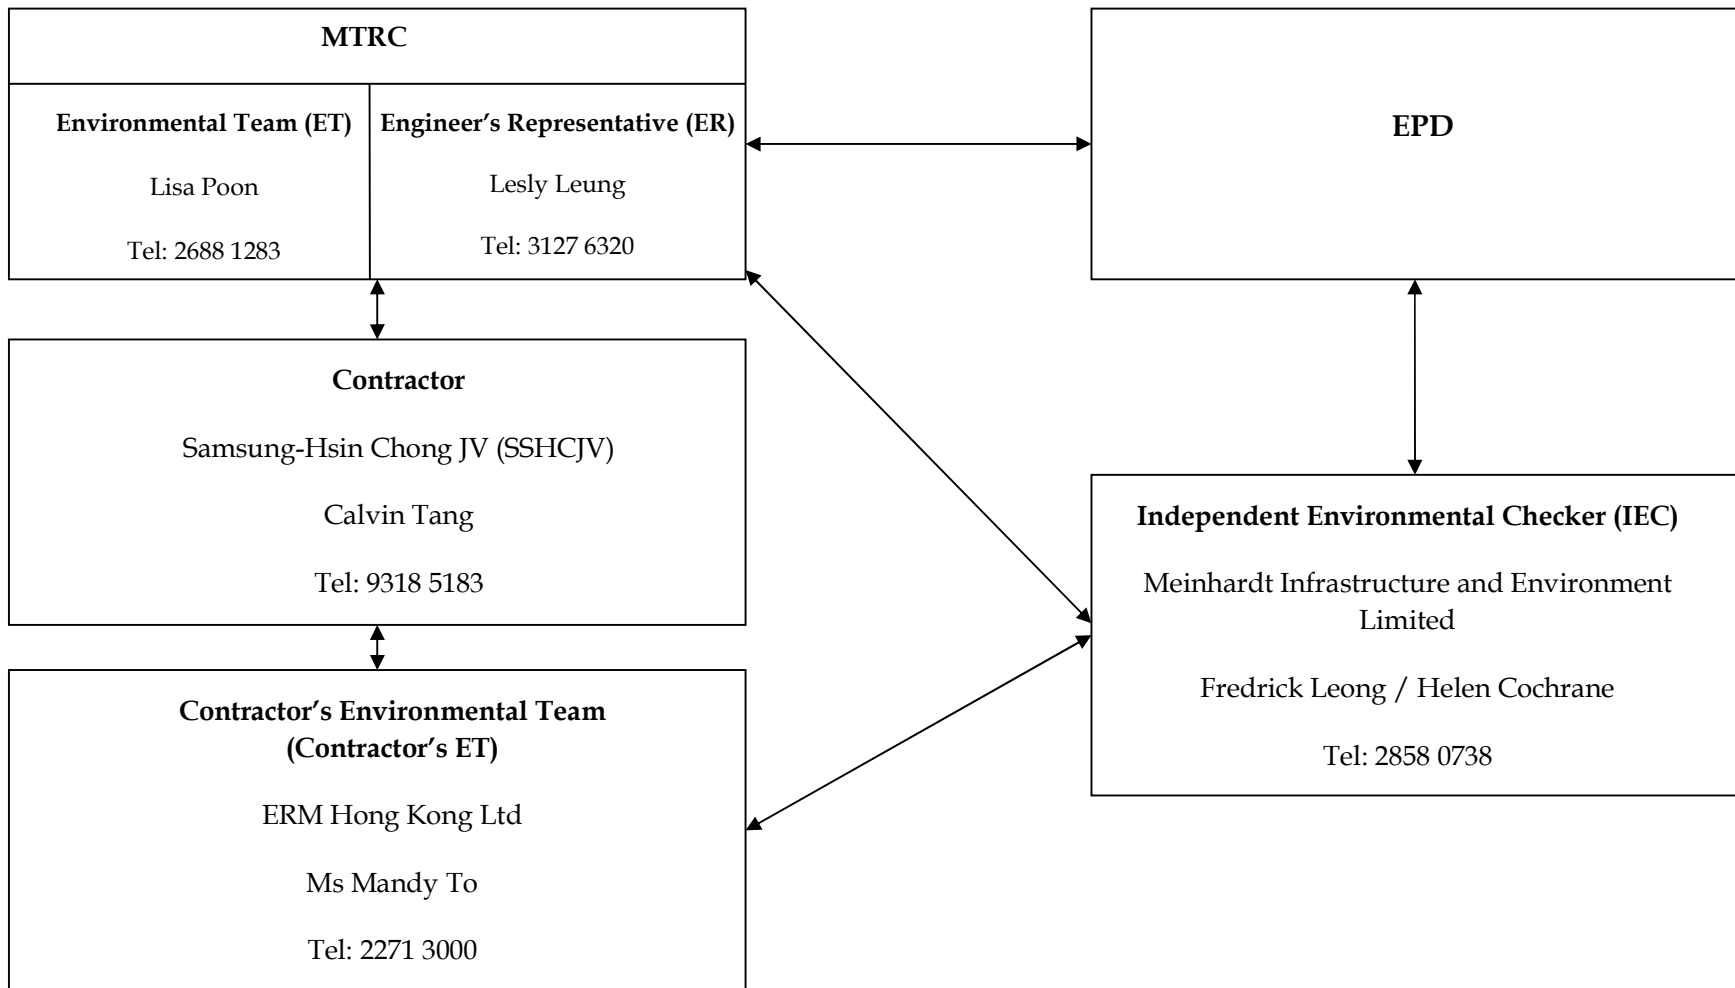 MTRC
Environmental Team (ET)
Lisa Poon
Tel: 2688 1283
Engineer’s Representative (ER)
Lesly Leung
Tel: 3127 6320
EPD
Contractor
Samsung-Hsin Chong JV (SSHCJV)
Calvin Tang
Tel: 9318 5183
Independent Environmental Checker (IEC)
Meinhardt Infrastructure and Environment
Limited
Fredrick Leong / Helen Cochrane
Tel: 2858 0738
Contractor’s Environmental Team
(Contractor’s ET)
ERM Hong Kong Ltd
Ms Mandy To
Tel: 2271 3000